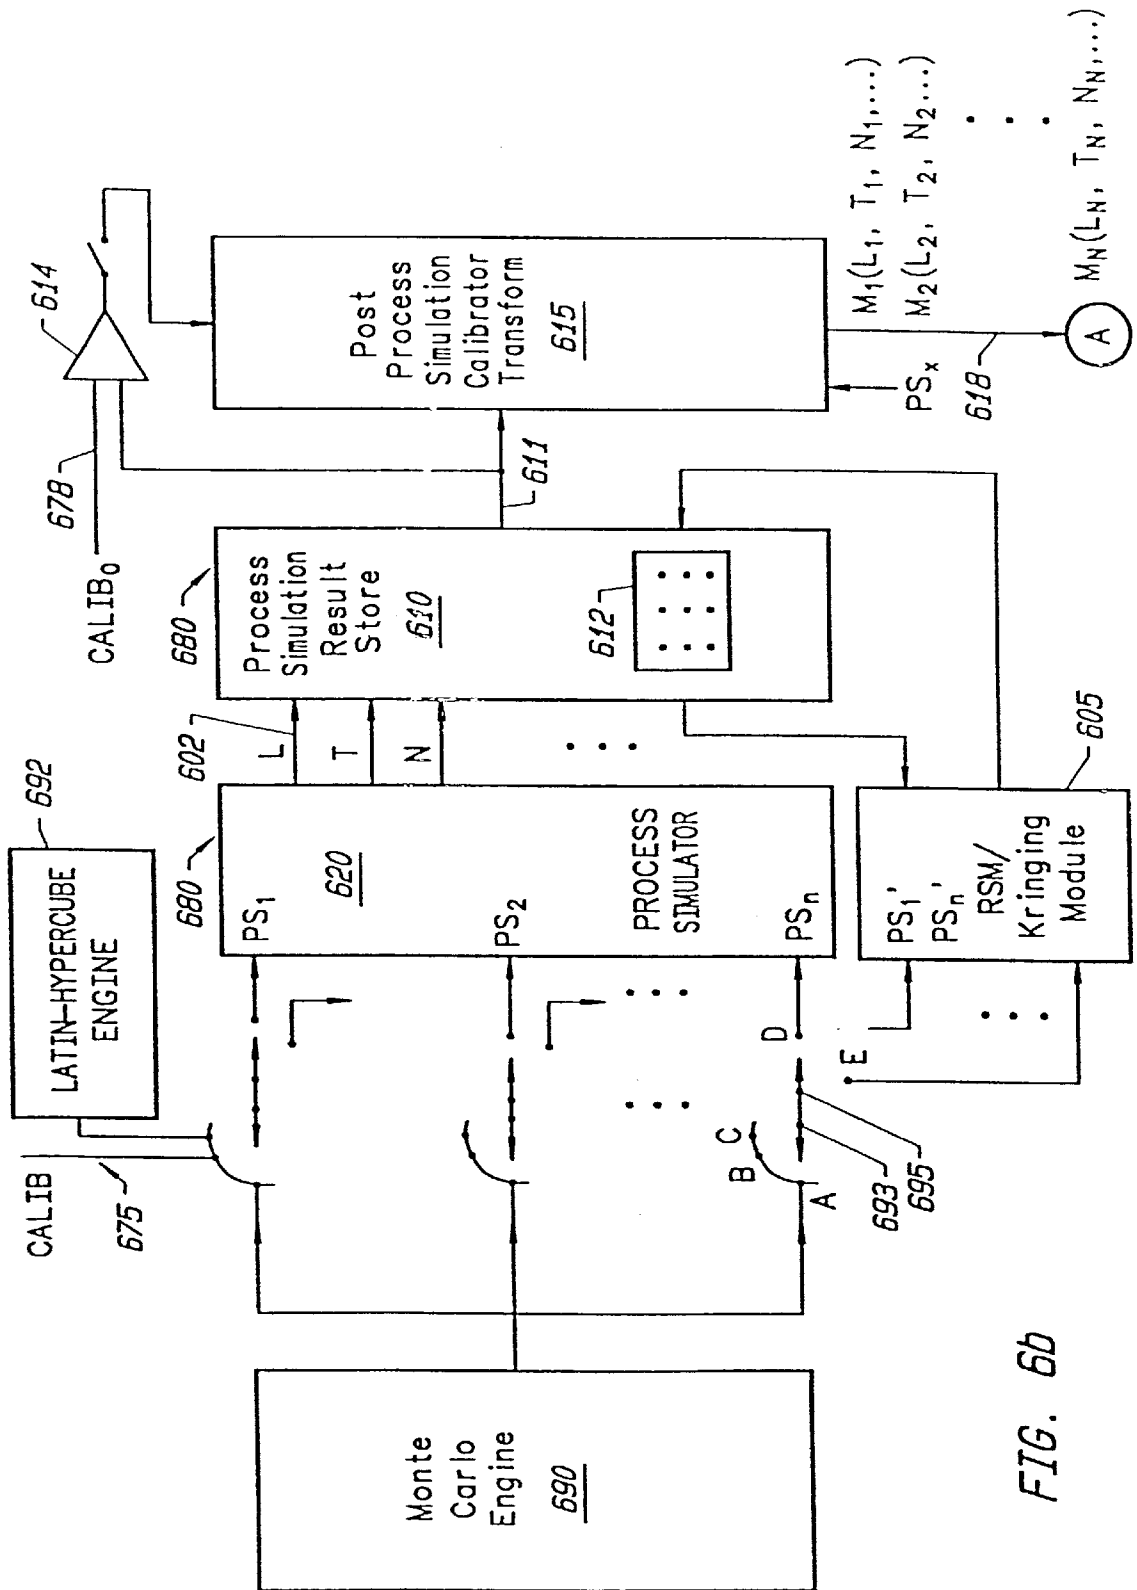 CALIB
675
LATIN-HYPERCUBE
ENGINE
692
Monte
Carlo
Engine
690
A
B
C
D
E
693
695
680
PS1
PS2
PSn
620
PROCESS
SIMULATOR
L
T
N
602
680
Process
Simulation
Result
Store
610
612
611
PS1'
PSn'
RSM/
Kringing
Module
605
CALIB0
678
614
Post
Process
Simulation
Calibrator
Transform
615
PSx
618
A
M1(L1, T1, N1,...)
M2(L2, T2, N2...)
MN(LN, TN, NN,...)
FIG. 6b